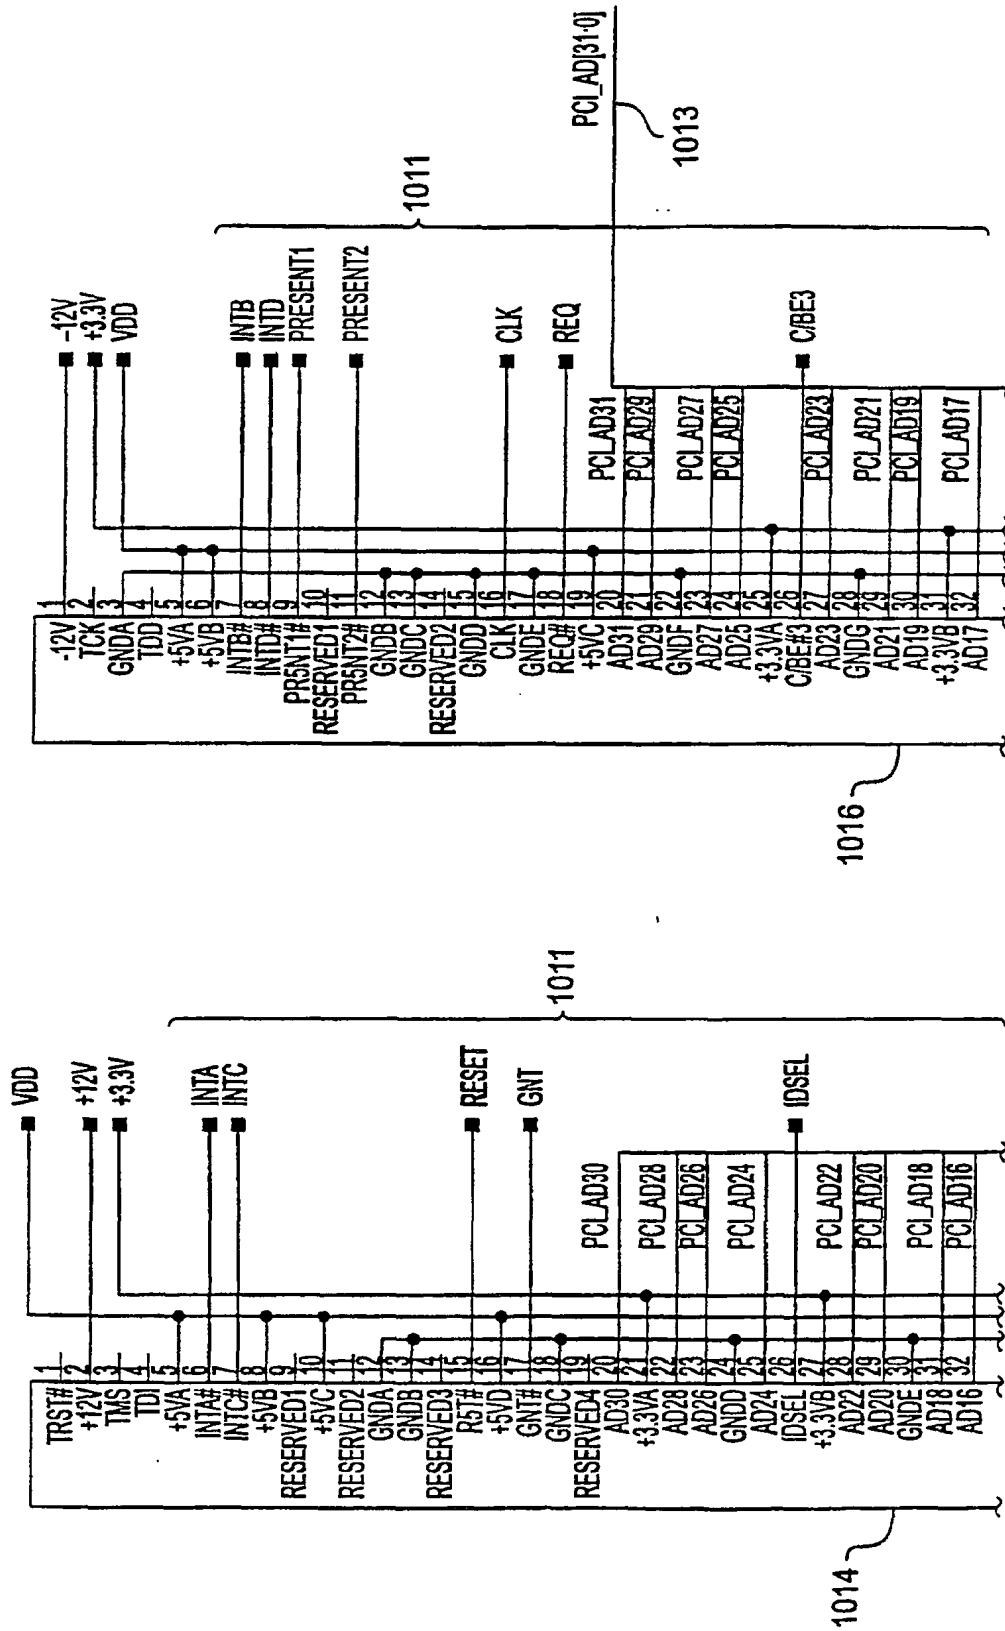 VDD
+12V
+3.3V
INTA
INTC
RESET
GNT
IDSEL
1011
PCI_AD30
PCI_AD28
PCI_AD26
PCI_AD24
PCI_AD22
PCI_AD20
PCI_AD18
PCI_AD16
1 TRST#
2 +12V
3 TMS
4 TDI
5 +5VA
6 INTA#
7 INTC#
8 +5VB
9 RESERVED1
10 +5VC
11 RESERVED2
12 GNDA
13 GNDB
14 RESERVED3
15 R5T#
16 +5VD
17 GNT#
18 GNDC
19 RESERVED4
20 AD30
21 +3.3VA
22 AD28
23 AD26
24 GNDD
25 AD24
26 IDSEL
27 +3.3VB
28 AD22
29 AD20
30 GNDE
31 AD18
32 AD16
1014
-12V
+3.3V
VDD
INTB
INTD
PRESENT1
PRESENT2
CLK
REQ
C/BE3
1011
PCI_AD[31-0]
1013
PCI_AD31
PCI_AD29
PCI_AD27
PCI_AD25
PCI_AD23
PCI_AD21
PCI_AD19
PCI_AD17
1 -12V
2 TCK
3 GNDA
4 TDD
5 +5VA
6 +5VB
7 INTB#
8 INTD#
9 PR5NT1#
10 RESERVED1
11 PR5NT2#
12 GNDB
13 GNDC
14 RESERVED2
15 GNDD
16 CLK
17 GNDE
18 REQ#
19 +5VC
20 AD31
21 AD29
22 GNDF
23 AD27
24 AD25
25 +3.3VA
26 C/BE#3
27 AD23
28 GNDG
29 AD21
30 AD19
31 +3.3VB
32 AD17
1016